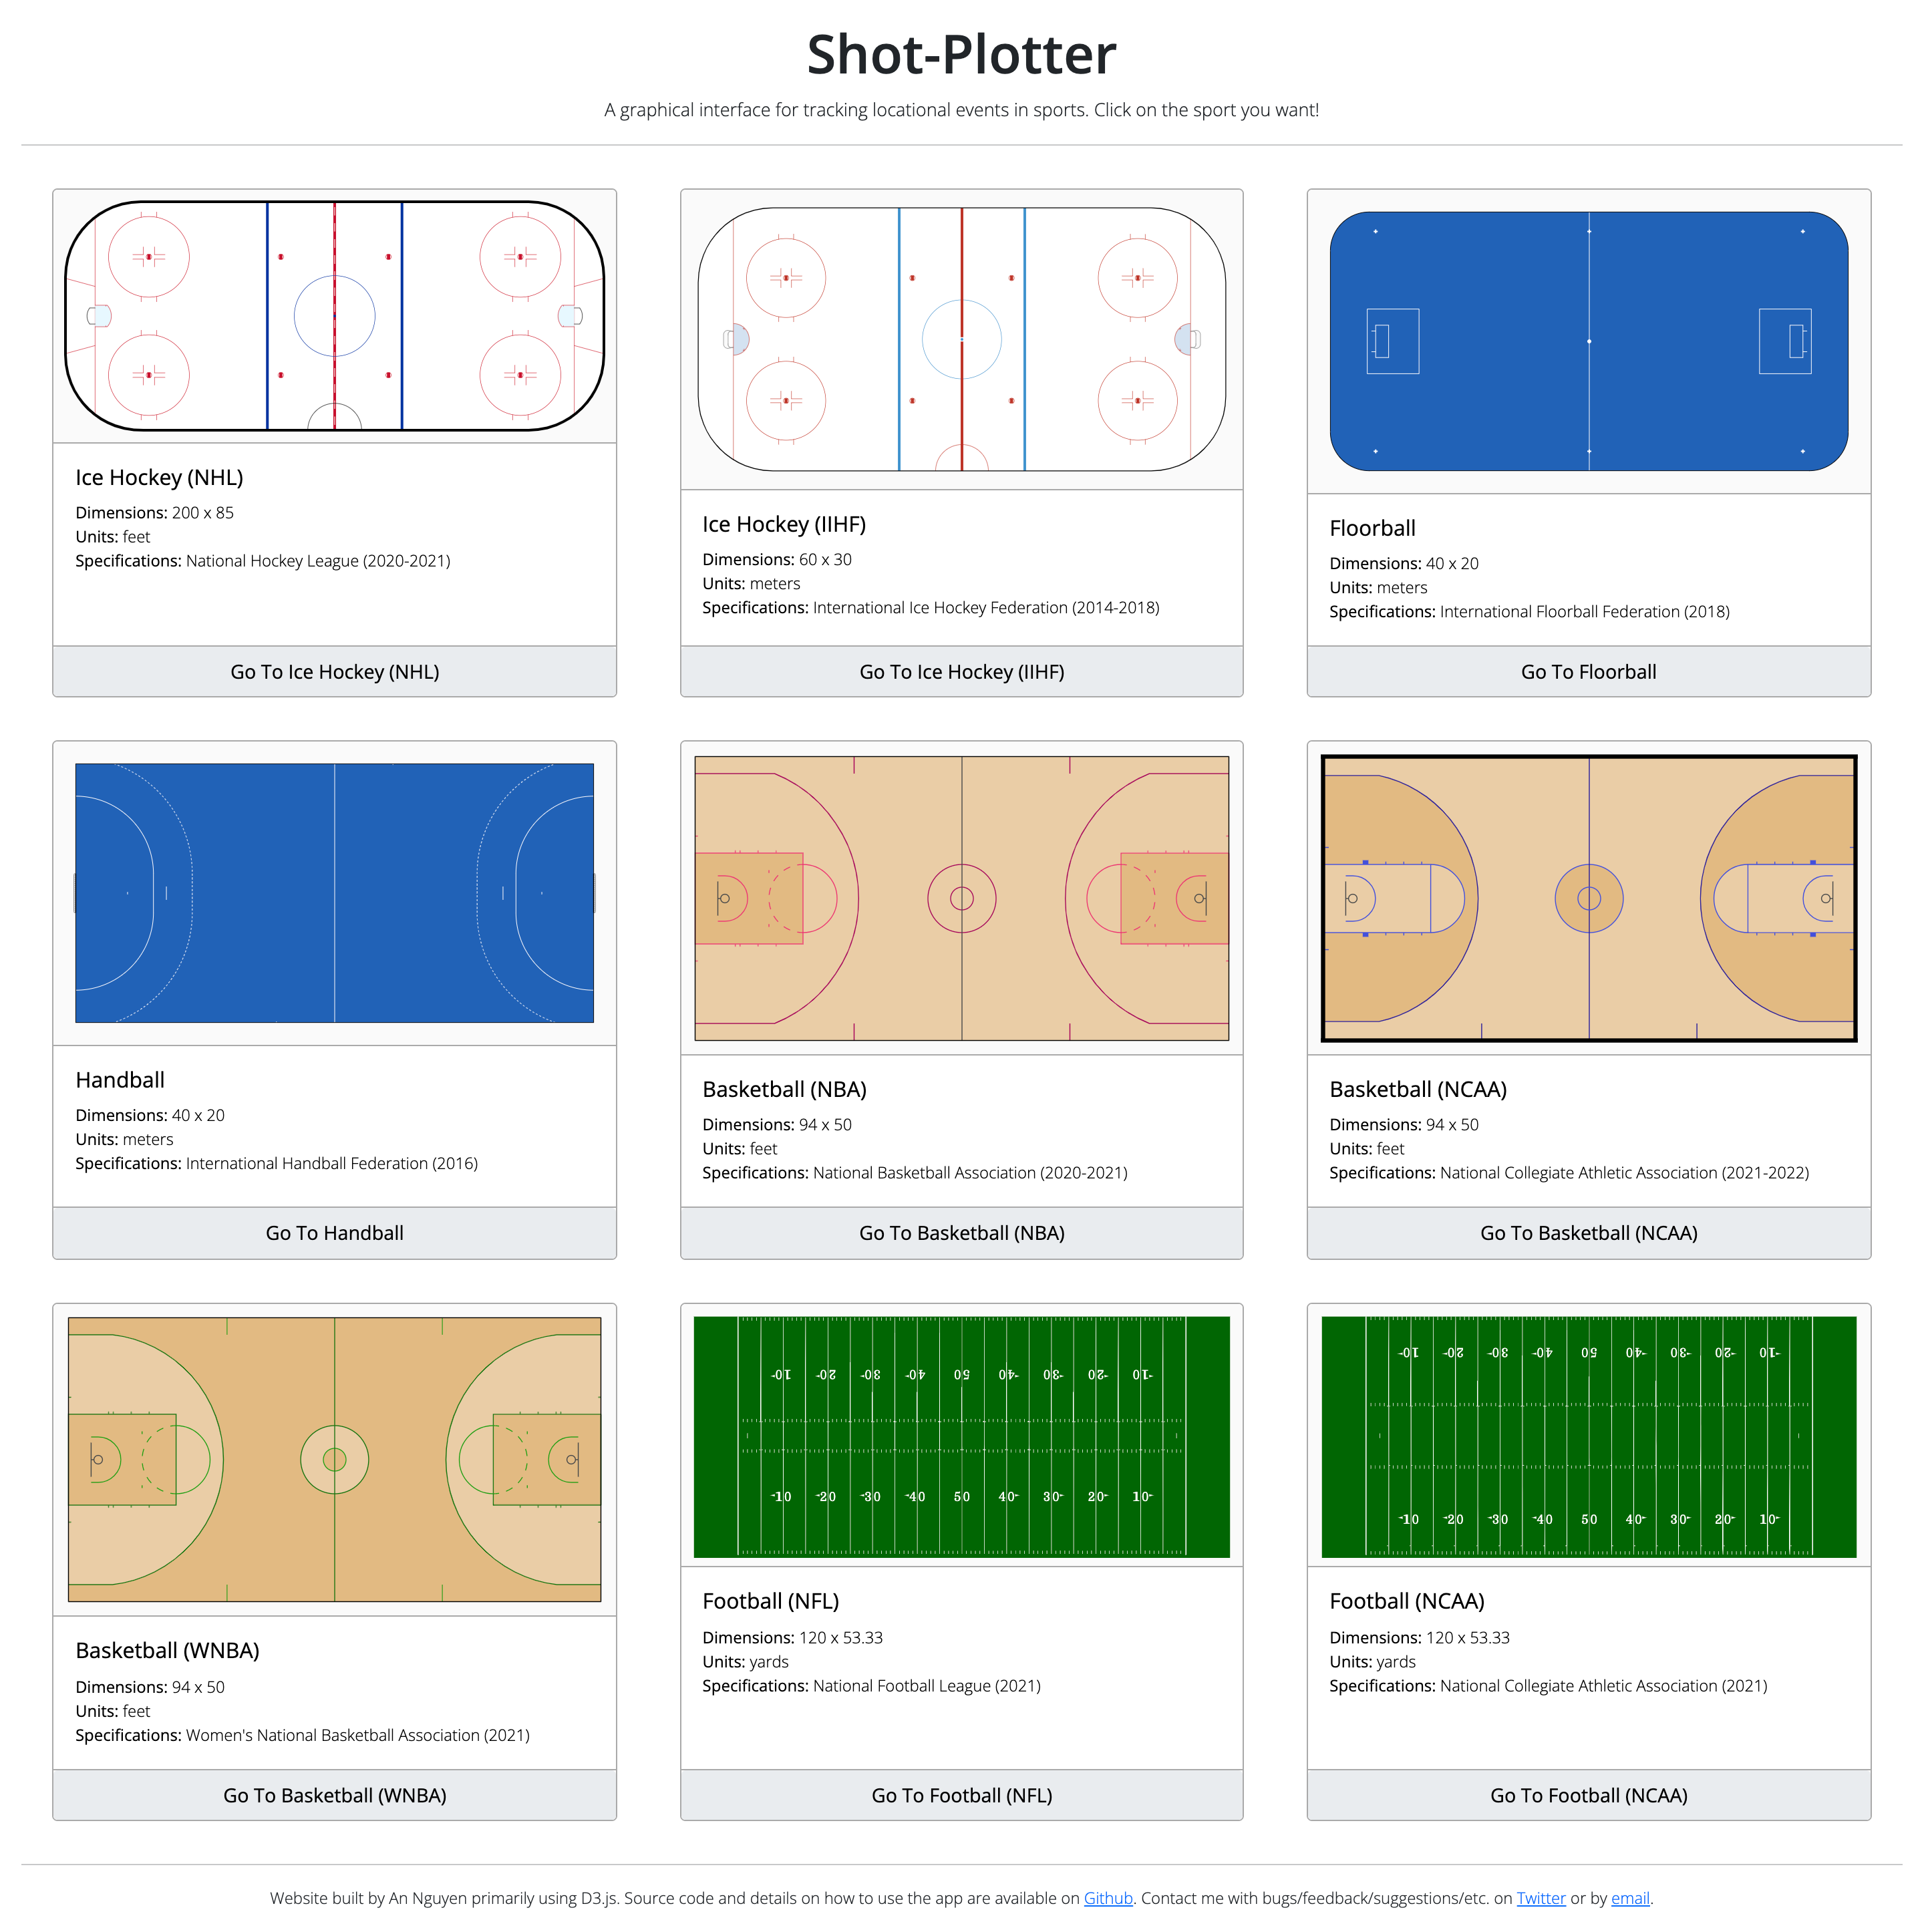 Shot-Plotter
A graphical interface for tracking locational events in sports. Click on the sport you want!
Ice Hockey (NHL)
Dimensions: 200 x 85
Units: feet
Specifications: National Hockey League (2020-2021)
Go To Ice Hockey (NHL)
Ice Hockey (IIHF)
Dimensions: 60 x 30
Units: meters
Specifications: International Ice Hockey Federation (2014-2018)
Go To Ice Hockey (IIHF)
Floorball
Dimensions: 40 x 20
Units: meters
Specifications: International Floorball Federation (2018)
Go To Floorball
Handball
Dimensions: 40 x 20
Units: meters
Specifications: International Handball Federation (2016)
Go To Handball
Basketball (NBA)
Dimensions: 94 x 50
Units: feet
Specifications: National Basketball Association (2020-2021)
Go To Basketball (NBA)
Basketball (NCAA)
Dimensions: 94 x 50
Units: feet
Specifications: National Collegiate Athletic Association (2021-2022)
Go To Basketball (NCAA)
Basketball (WNBA)
Dimensions: 94 x 50
Units: feet
Specifications: Women's National Basketball Association (2021)
Go To Basketball (WNBA)
10 20 30 40 50 40 30 20 10
10 20 30 40 50 40 30 20 10
Football (NFL)
Dimensions: 120 x 53.33
Units: yards
Specifications: National Football League (2021)
Go To Football (NFL)
10 20 30 40 50 40 30 20 10
10 20 30 40 50 40 30 20 10
Football (NCAA)
Dimensions: 120 x 53.33
Units: yards
Specifications: National Collegiate Athletic Association (2021)
Go To Football (NCAA)
Website built by An Nguyen primarily using D3.js. Source code and details on how to use the app are available on Github. Contact me with bugs/feedback/suggestions/etc. on Twitter or by email.